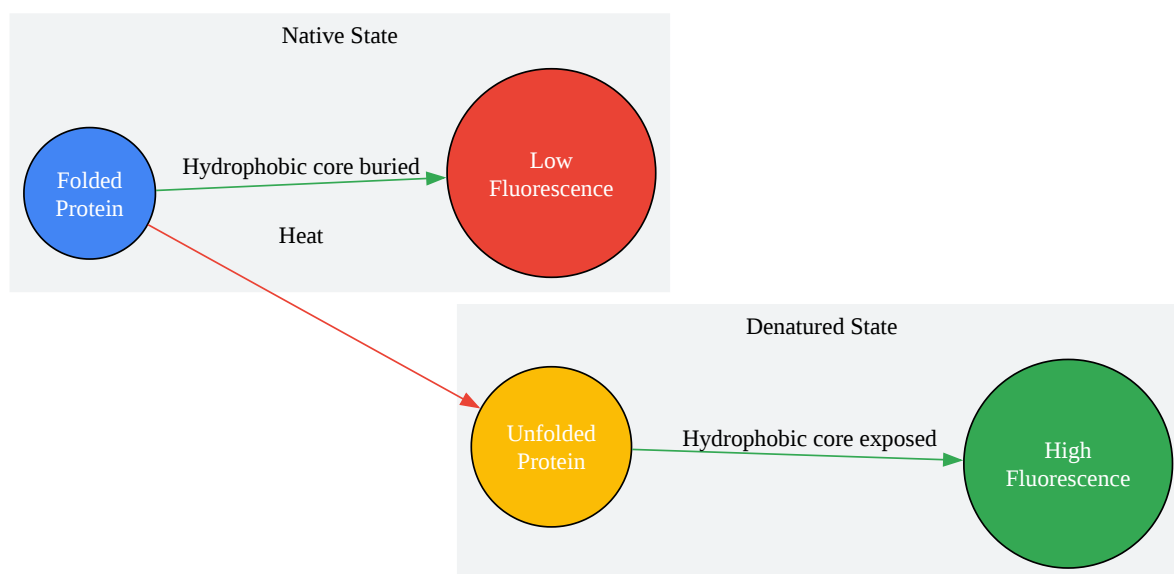 Native State
Folded
Protein
Hydrophobic core buried
Low
Fluorescence
Heat
Denatured State
Unfolded
Protein
Hydrophobic core exposed
High
Fluorescence